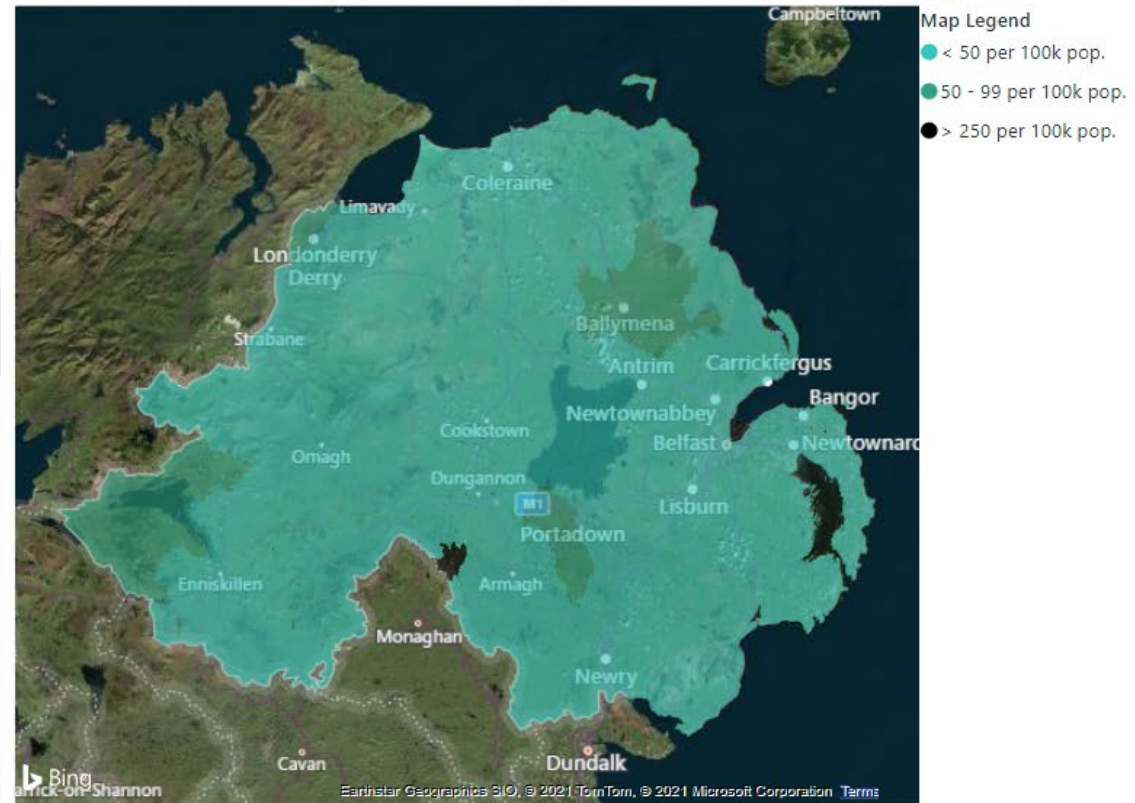 Campbeltown
Map Legend
< 50 per 100k pop.
50 - 99 per 100k pop.
> 250 per 100k pop.
Coleraine
Limavady
Londonderry
Derry
Strabane
Ballymena
Antrim
Carrickfergus
Bangor
Newtownabbey
Cookstown
Belfast
Newtownard
Omagh
Dungannon
M1
Lisburn
Portadown
Enniskillen
Armagh
Monaghan
Newry
Cavan
Dundalk
Bing
arrick-on-Shannon
Earthstar Geographics SIO, © 2021 TomTom, © 2021 Microsoft Corporation Terms